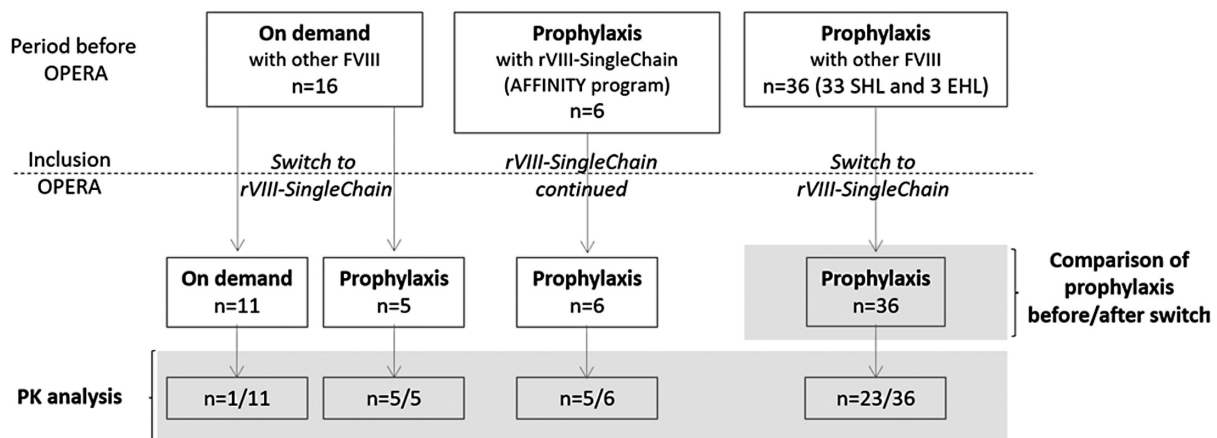 Period before
OPERA
On demand
with other FVIII
n=16
Prophylaxis
with rVIII-SingleChain
(AFFINITY program)
n=6
Prophylaxis
with other FVIII
n=36 (33 SHL and 3 EHL)
Inclusion
OPERA
Switch to
rVIII-SingleChain
rVIII-SingleChain
continued
Switch to
rVIII-SingleChain
On demand
n=11
Prophylaxis
n=5
Prophylaxis
n=6
Prophylaxis
n=36
Comparison of
prophylaxis
before/after switch
PK analysis
n=1/11
n=5/5
n=5/6
n=23/36